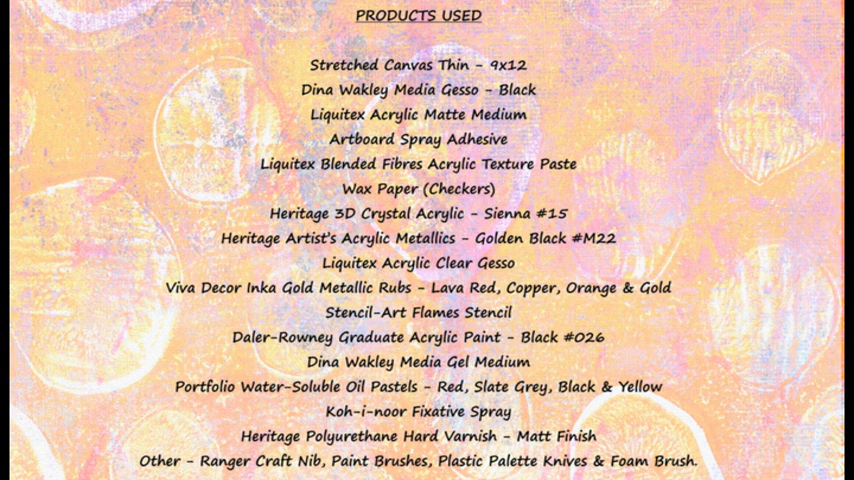 PRODUCTS USED
Stretched Canvas Thin - 9x12
Dina Wakley Media Gesso - Black
Liquitex Acrylic Matte Medium
Artboard Spray Adhesive
Liquitex Blended Fibres Acrylic Texture Paste
Wax Paper (Checkers)
Heritage 3D Crystal Acrylic - Sienna #15
Heritage Artist's Acrylic Metallics - Golden Black #M22
Liquitex Acrylic Clear Gesso
Viva Decor Inka Gold Metallic Rubs - Lava Red, Copper, Orange & Gold
Stencil-Art Flames Stencil
Daler-Rowney Graduate Acrylic Paint - Black #026
Dina Wakley Media Gel Medium
Portfolio Water-Soluble Oil Pastels - Red, Slate Grey, Black & Yellow
Koh-i-noor Fixative Spray
Heritage Polyurethane Hard Varnish - Matt Finish
Other - Ranger Craft Nib, Paint Brushes, Plastic Palette Knives & Foam Brush.